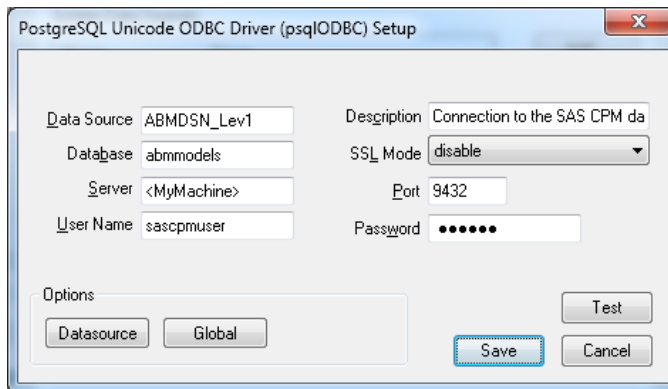 PostgreSQL Unicode ODBC Driver (psqlODBC) Setup
x
Data Source ABMDSN_Lev1 Description Connection to the SAS CPM da
Database abmmodels SSL Mode disable
Server <MyMachine> Port 9432
User Name sascpmuser Password ●●●●●●
Options
Datasource Global Test
Save Cancel